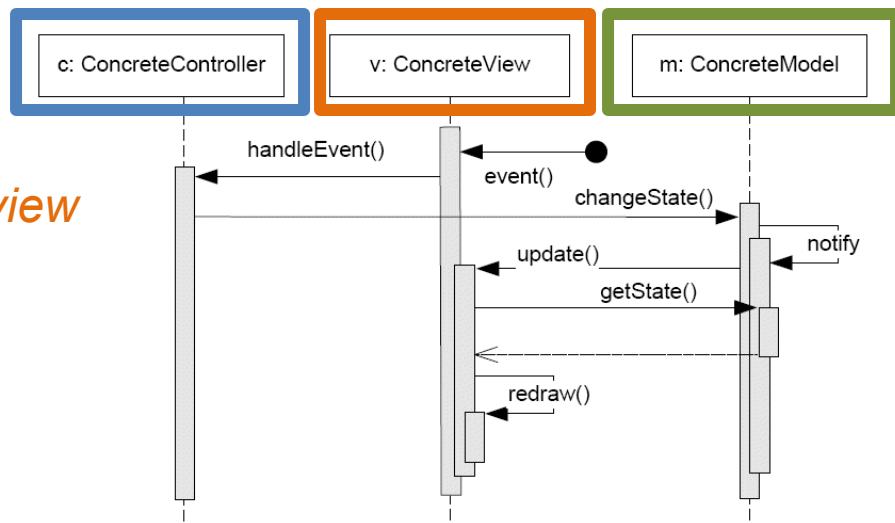 c: ConcreteController
v: ConcreteView
m: ConcreteModel
handleEvent()
event()
view
changeState()
notify
update()
getState()
redraw()